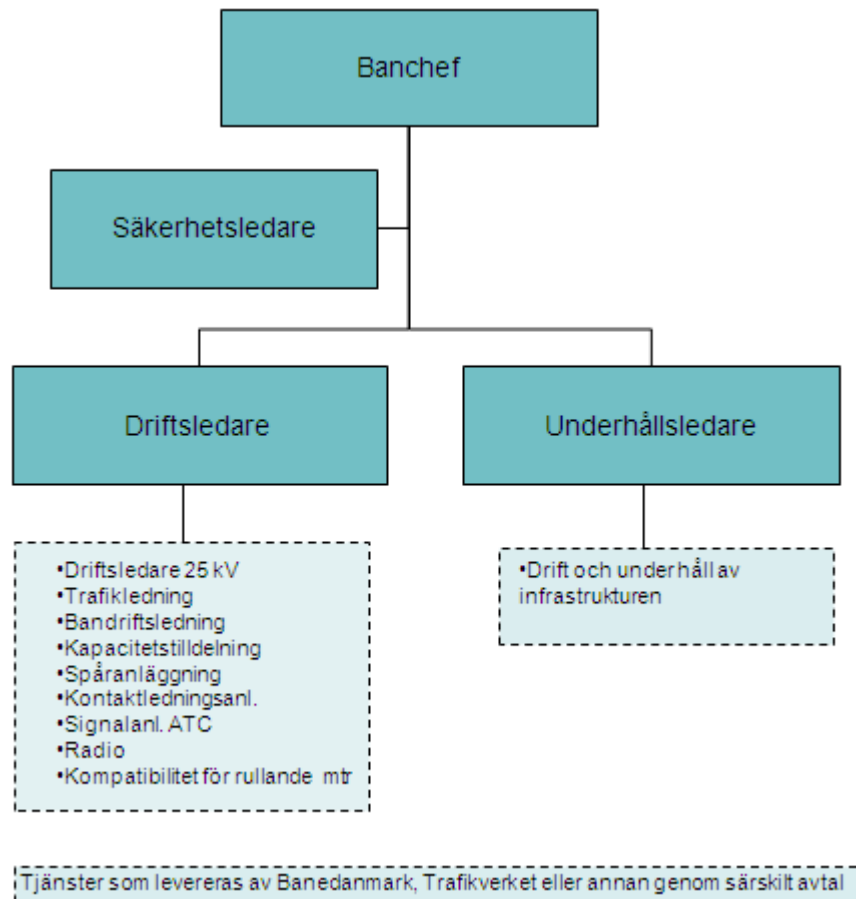 Banchef
Säkerhetsledare
Driftsledare
Underhållsledare
•Driftsledare 25 kV
•Trafikledning
•Bandriftsledning
•Kapacitetstilldelning
•Spåranläggning
•Kontaktledningsanl.
•Signalanl. ATC
•Radio
•Kompatibilitet för rullande mtr
•Drift och underhåll av
infrastrukturen
Tjänster som levereras av Banedanmark, Trafikverket eller annan genom särskilt avtal